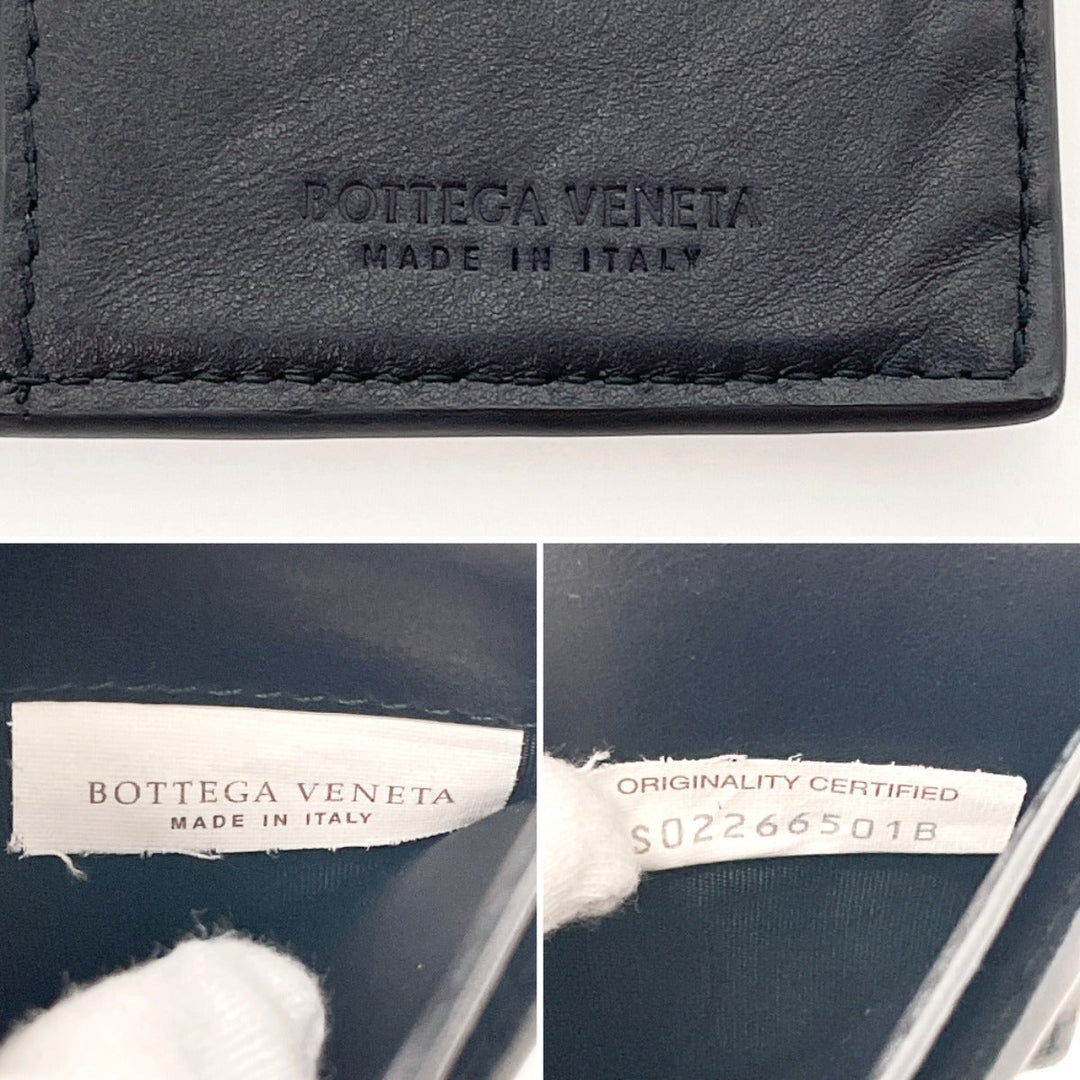 BOTTEGA VENETA
MADE IN ITALY
BOTTEGA VENETA
MADE IN ITALY
ORIGINALITY CERTIFIED
S02266501B